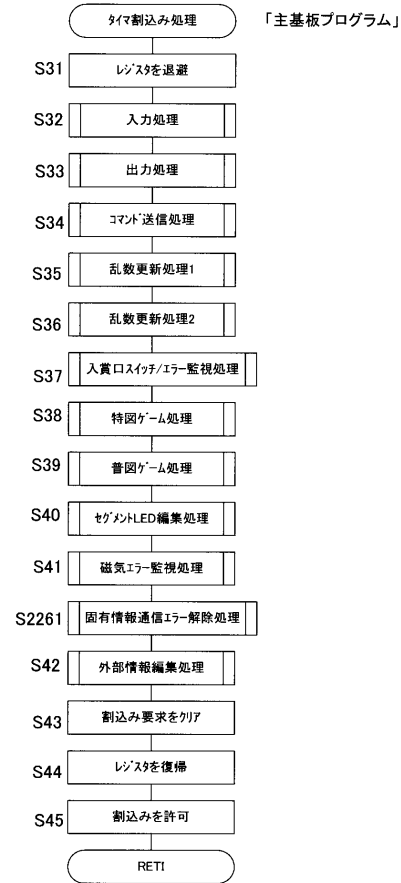 タイマ割込み処理
「主基板プログラム」
S31 レジスタを退避
S32 入力処理
S33 出力処理
S34 コマンド送信処理
S35 乱数更新処理1
S36 乱数更新処理2
S37 入賞口スイッチ/エラー監視処理
S38 特図ゲーム処理
S39 普図ゲーム処理
S40 セグメントLED編集処理
S41 磁気エラー監視処理
S2261 固有情報通信エラー解除処理
S42 外部情報編集処理
S43 割込み要求をクリア
S44 レジスタを復帰
S45 割込みを許可
RETI